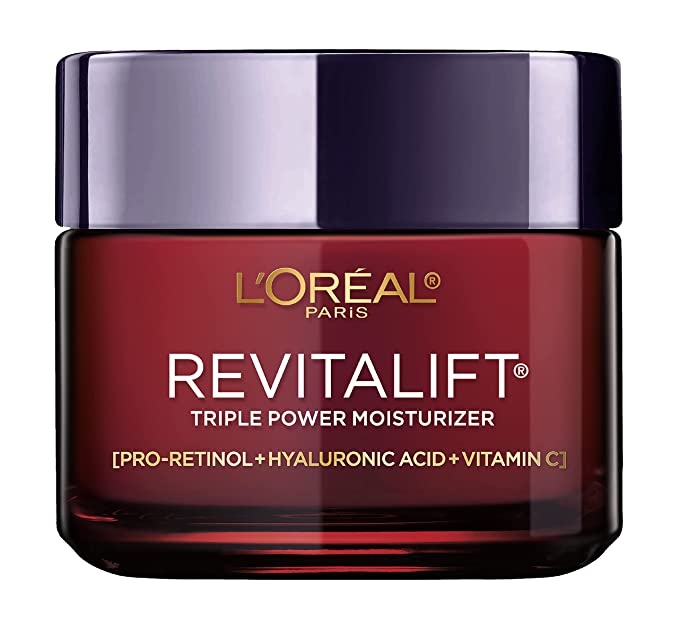 L'ORÉAL®
PARiS
REVITALIFT®
TRIPLE POWER MOISTURIZER
[PRO-RETINOL+HYALURONIC ACID+VITAMIN C]